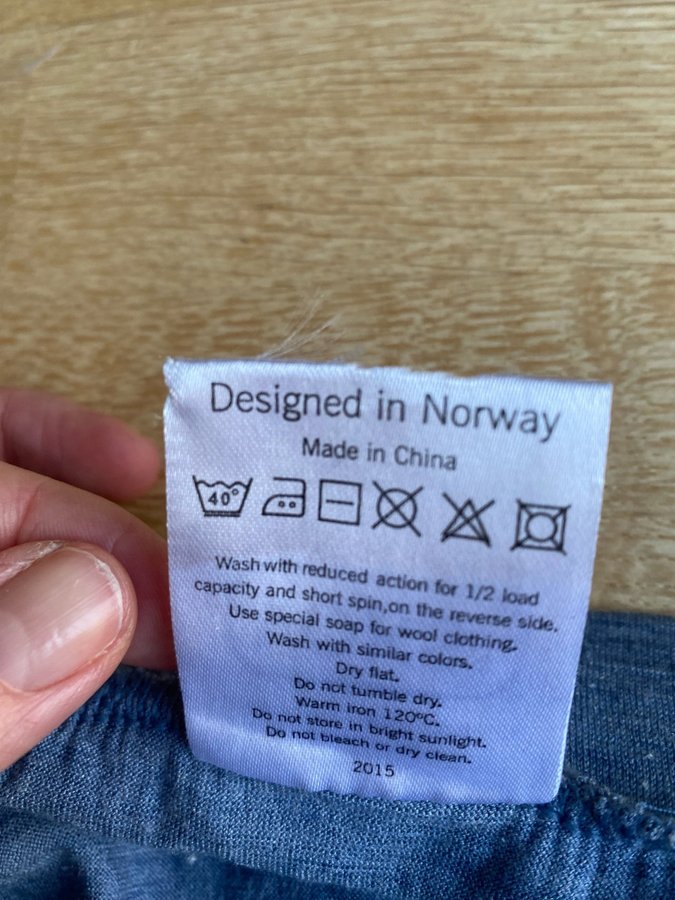 Designed in Norway
Made in China
40°
Wash with reduced action for 1/2 load
capacity and short spin,on the reverse side.
Use special soap for wool clothing.
Wash with similar colors.
Dry flat.
Do not tumble dry.
Warm iron 120°C.
Do not store in bright sunlight.
Do not bleach or dry clean.
2015